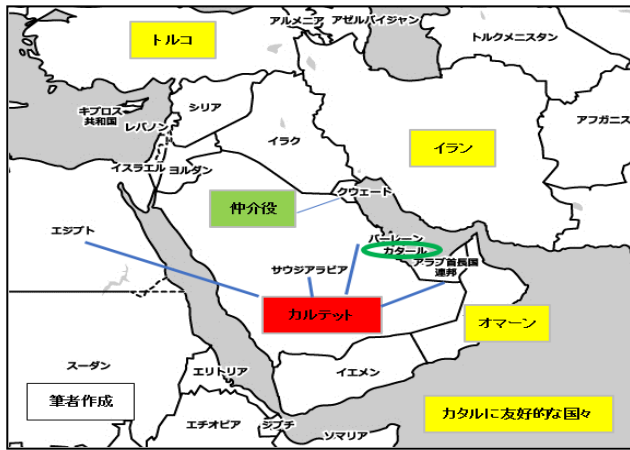 アルメニア
アゼルバイジャン
トルコ
トルクメニスタン
キプロス
共和国
シリア
レバノン
アフガニス
イラク
イラン
イスラエル
ヨルダン
仲介役
クウェート
エジプト
バーレーン
カタール
アラブ首長国
連邦
サウジアラビア
カルテット
オマーン
スーダン
エリトリア
イエメン
筆者作成
カタルに友好的な国々
エチオピア
ジブチ
ソマリア